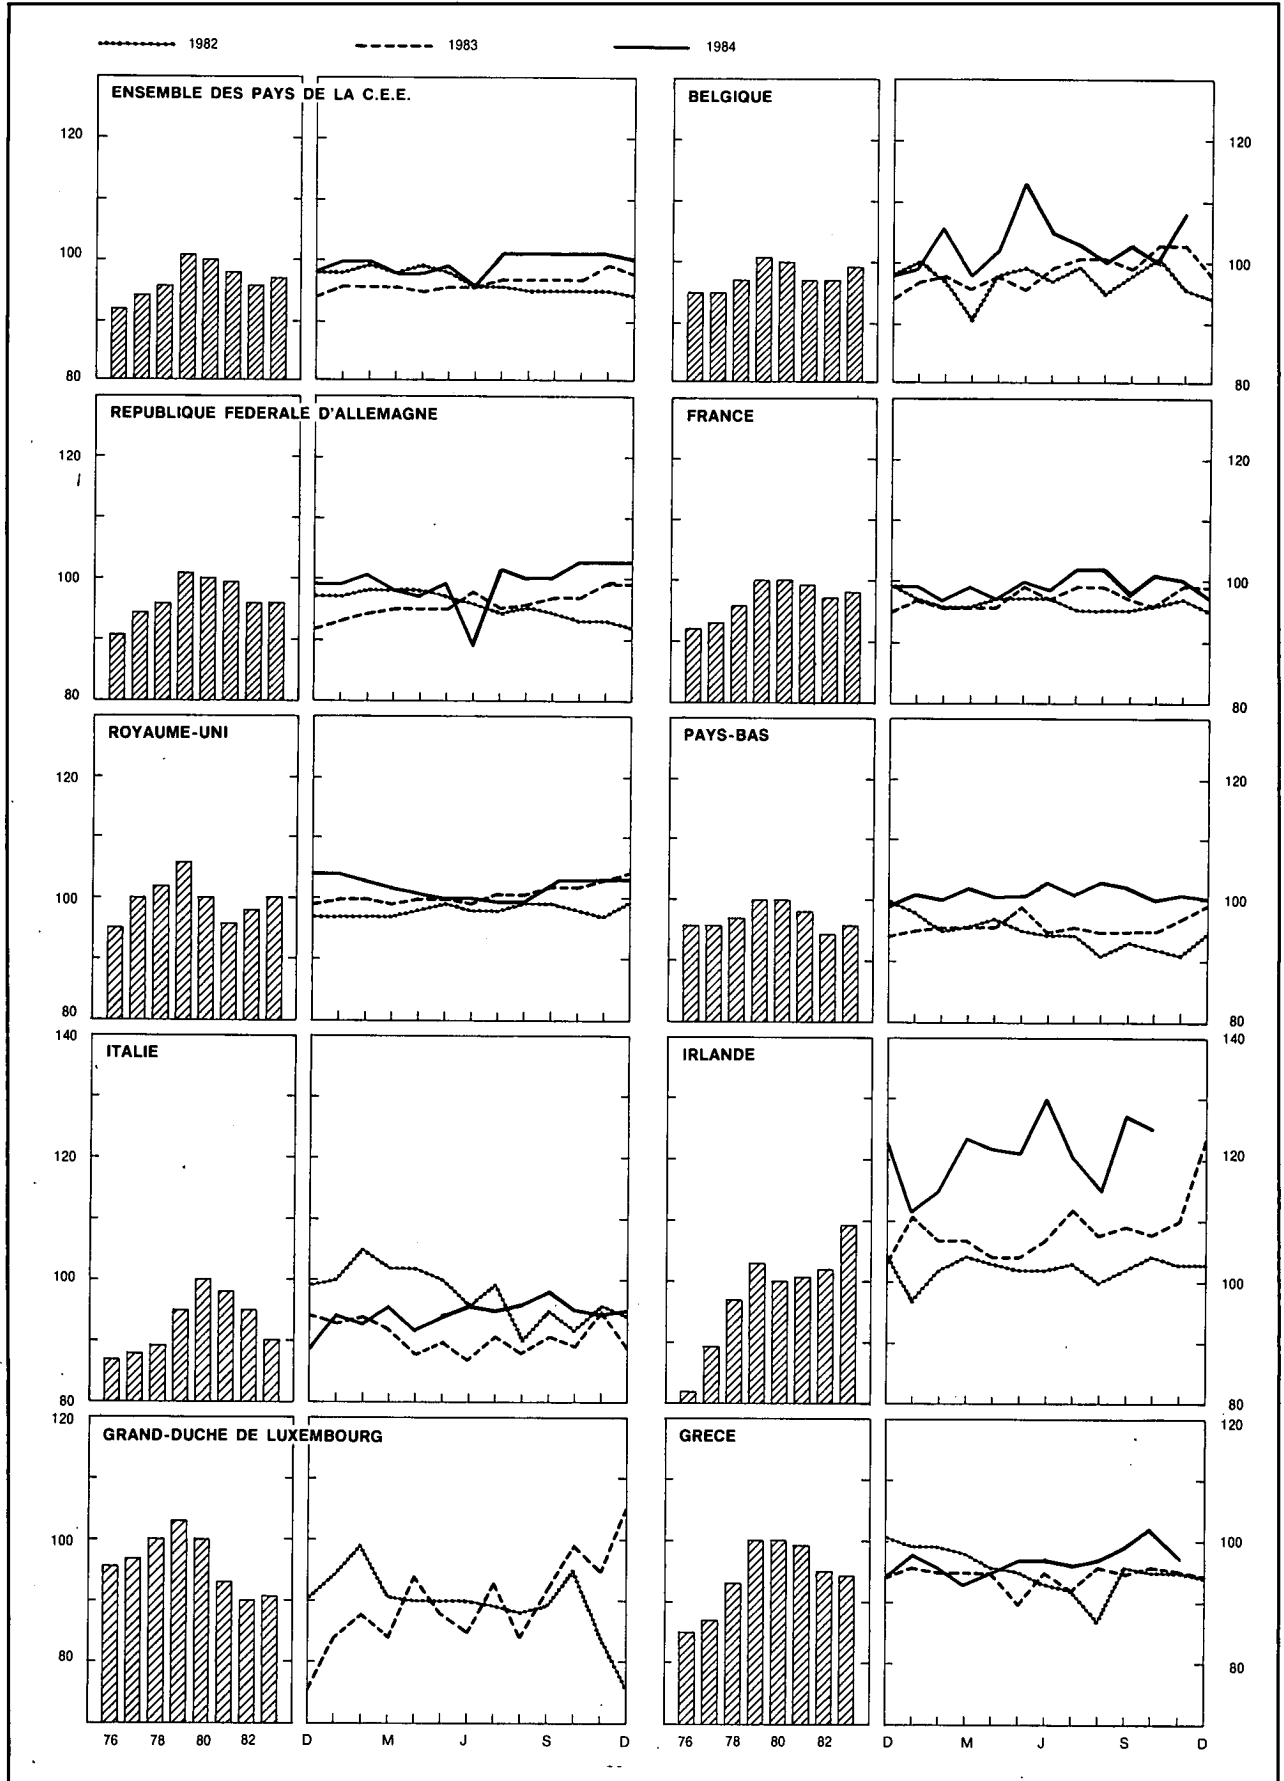 1982 1983 1984
ENSEMBLE DES PAYS DE LA C.E.E.
120
100
80
BELGIQUE
120
100
80
REPUBLIQUE FEDERALE D'ALLEMAGNE
120
100
80
FRANCE
120
100
80
ROYAUME-UNI
120
100
80
PAYS-BAS
120
100
80
140
ITALIE
120
100
80
IRLANDE
140
120
100
80
120
GRAND-DUCHE DE LUXEMBOURG
100
80
76 78 80 82 D M J S D
GRECE
120
100
80
76 78 80 82 D M J S D